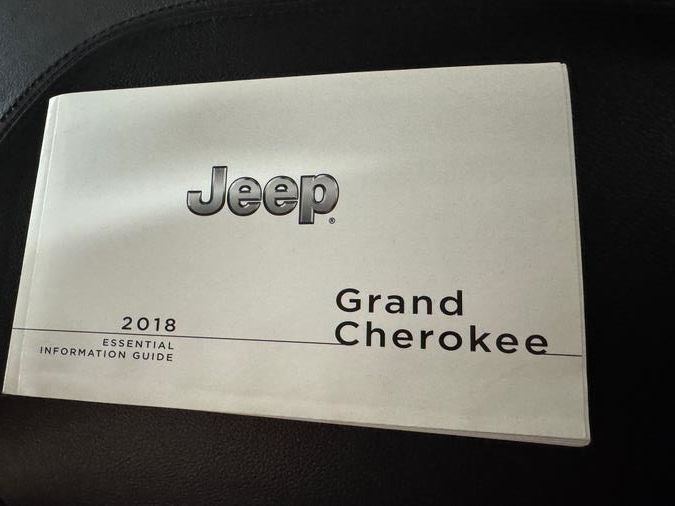 Jeep®
Grand
Cherokee
2018
ESSENTIAL
INFORMATION GUIDE